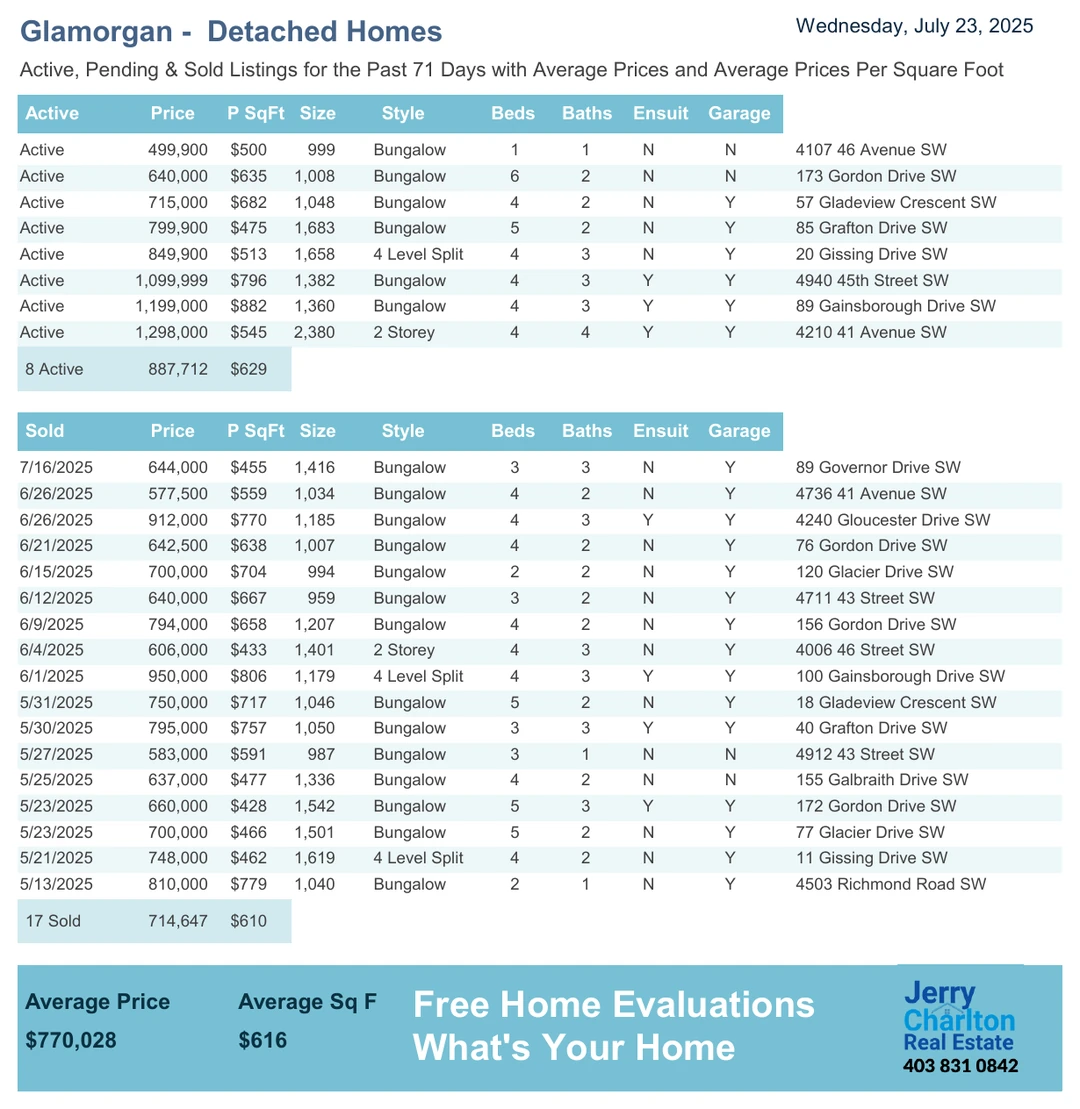 Glamorgan - Detached Homes
Wednesday, July 23, 2025
Active, Pending & Sold Listings for the Past 71 Days with Average Prices and Average Prices Per Square Foot
Active Price P SqFt Size Style Beds Baths Ensuit Garage
Active 499,900 $500 999 Bungalow 1 1 N N 4107 46 Avenue SW
Active 640,000 $635 1,008 Bungalow 6 2 N N 173 Gordon Drive SW
Active 715,000 $682 1,048 Bungalow 4 2 N Y 57 Gladeview Crescent SW
Active 799,900 $475 1,683 Bungalow 5 2 N Y 85 Grafton Drive SW
Active 849,900 $513 1,658 4 Level Split 4 3 N Y 20 Gissing Drive SW
Active 1,099,999 $796 1,382 Bungalow 4 3 Y Y 4940 45th Street SW
Active 1,199,000 $882 1,360 Bungalow 4 3 Y Y 89 Gainsborough Drive SW
Active 1,298,000 $545 2,380 2 Storey 4 4 Y Y 4210 41 Avenue SW
8 Active 887,712 $629
Sold Price P SqFt Size Style Beds Baths Ensuit Garage
7/16/2025 644,000 $455 1,416 Bungalow 3 3 N Y 89 Governor Drive SW
6/26/2025 577,500 $559 1,034 Bungalow 4 2 N Y 4736 41 Avenue SW
6/26/2025 912,000 $770 1,185 Bungalow 4 3 Y Y 4240 Gloucester Drive SW
6/21/2025 642,500 $638 1,007 Bungalow 4 2 N Y 76 Gordon Drive SW
6/15/2025 700,000 $704 994 Bungalow 2 2 N Y 120 Glacier Drive SW
6/12/2025 640,000 $667 959 Bungalow 3 2 N Y 4711 43 Street SW
6/9/2025 794,000 $658 1,207 Bungalow 4 2 N Y 156 Gordon Drive SW
6/4/2025 606,000 $433 1,401 2 Storey 4 3 N Y 4006 46 Street SW
6/1/2025 950,000 $806 1,179 4 Level Split 4 3 Y Y 100 Gainsborough Drive SW
5/31/2025 750,000 $717 1,046 Bungalow 5 2 N Y 18 Gladeview Crescent SW
5/30/2025 795,000 $757 1,050 Bungalow 3 3 Y Y 40 Grafton Drive SW
5/27/2025 583,000 $591 987 Bungalow 3 1 N N 4912 43 Street SW
5/25/2025 637,000 $477 1,336 Bungalow 4 2 N N 155 Galbraith Drive SW
5/23/2025 660,000 $428 1,542 Bungalow 5 3 Y Y 172 Gordon Drive SW
5/23/2025 700,000 $466 1,501 Bungalow 5 2 N Y 77 Glacier Drive SW
5/21/2025 748,000 $462 1,619 4 Level Split 4 2 N Y 11 Gissing Drive SW
5/13/2025 810,000 $779 1,040 Bungalow 2 1 N Y 4503 Richmond Road SW
17 Sold 714,647 $610
Average Price Average Sq F
$770,028 $616
Free Home Evaluations
What's Your Home
Jerry
Charlton
Real Estate
403 831 0842